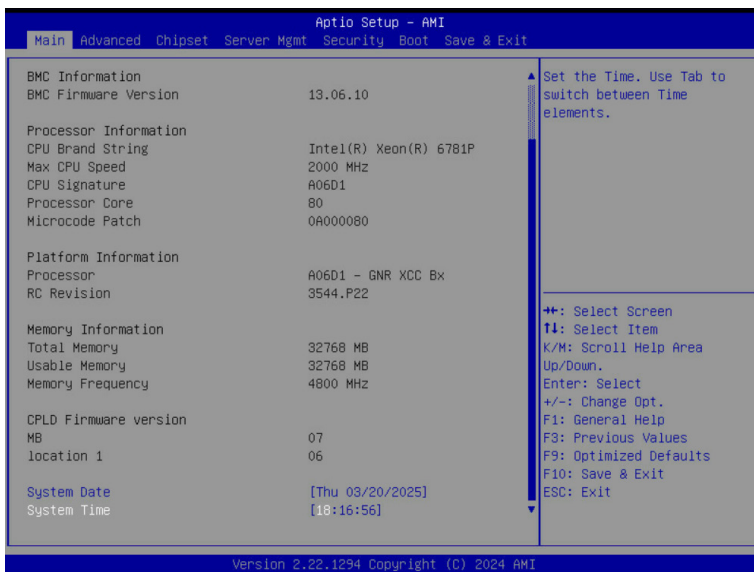 Aptio Setup - AMI
Main Advanced Chipset Server Mgmt Security Boot Save & Exit
BMC Information
BMC Firmware Version 13.06.10
Processor Information
CPU Brand String Intel(R) Xeon(R) 6781P
Max CPU Speed 2000 MHz
CPU Signature A06D1
Processor Core 80
Microcode Patch 0A000080
Platform Information
Processor A06D1 - GNR XCC Bx
RC Revision 3544.P22
Memory Information
Total Memory 32768 MB
Usable Memory 32768 MB
Memory Frequency 4800 MHz
CPLD Firmware version
MB 07
location 1 06
System Date [Thu 03/20/2025]
System Time [18:16:56]
Set the Time. Use Tab to
switch between Time
elements.
→←: Select Screen
↑↓: Select Item
K/M: Scroll Help Area
Up/Down.
Enter: Select
+/-: Change Opt.
F1: General Help
F3: Previous Values
F9: Optimized Defaults
F10: Save & Exit
ESC: Exit
Version 2.22.1294 Copyright (C) 2024 AMI